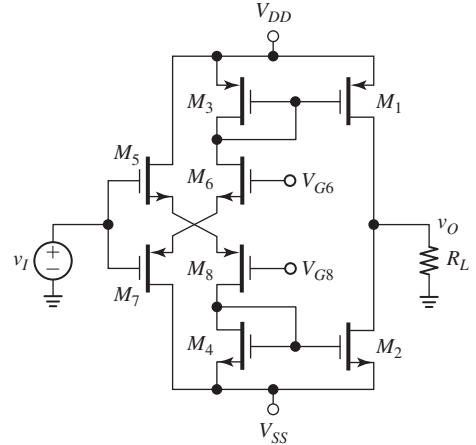 V_DD
M_3
M_1
M_5
M_6
V_G6
v_O
v_I
+
−
R_L
M_7
M_8
V_G8
M_4
M_2
V_SS